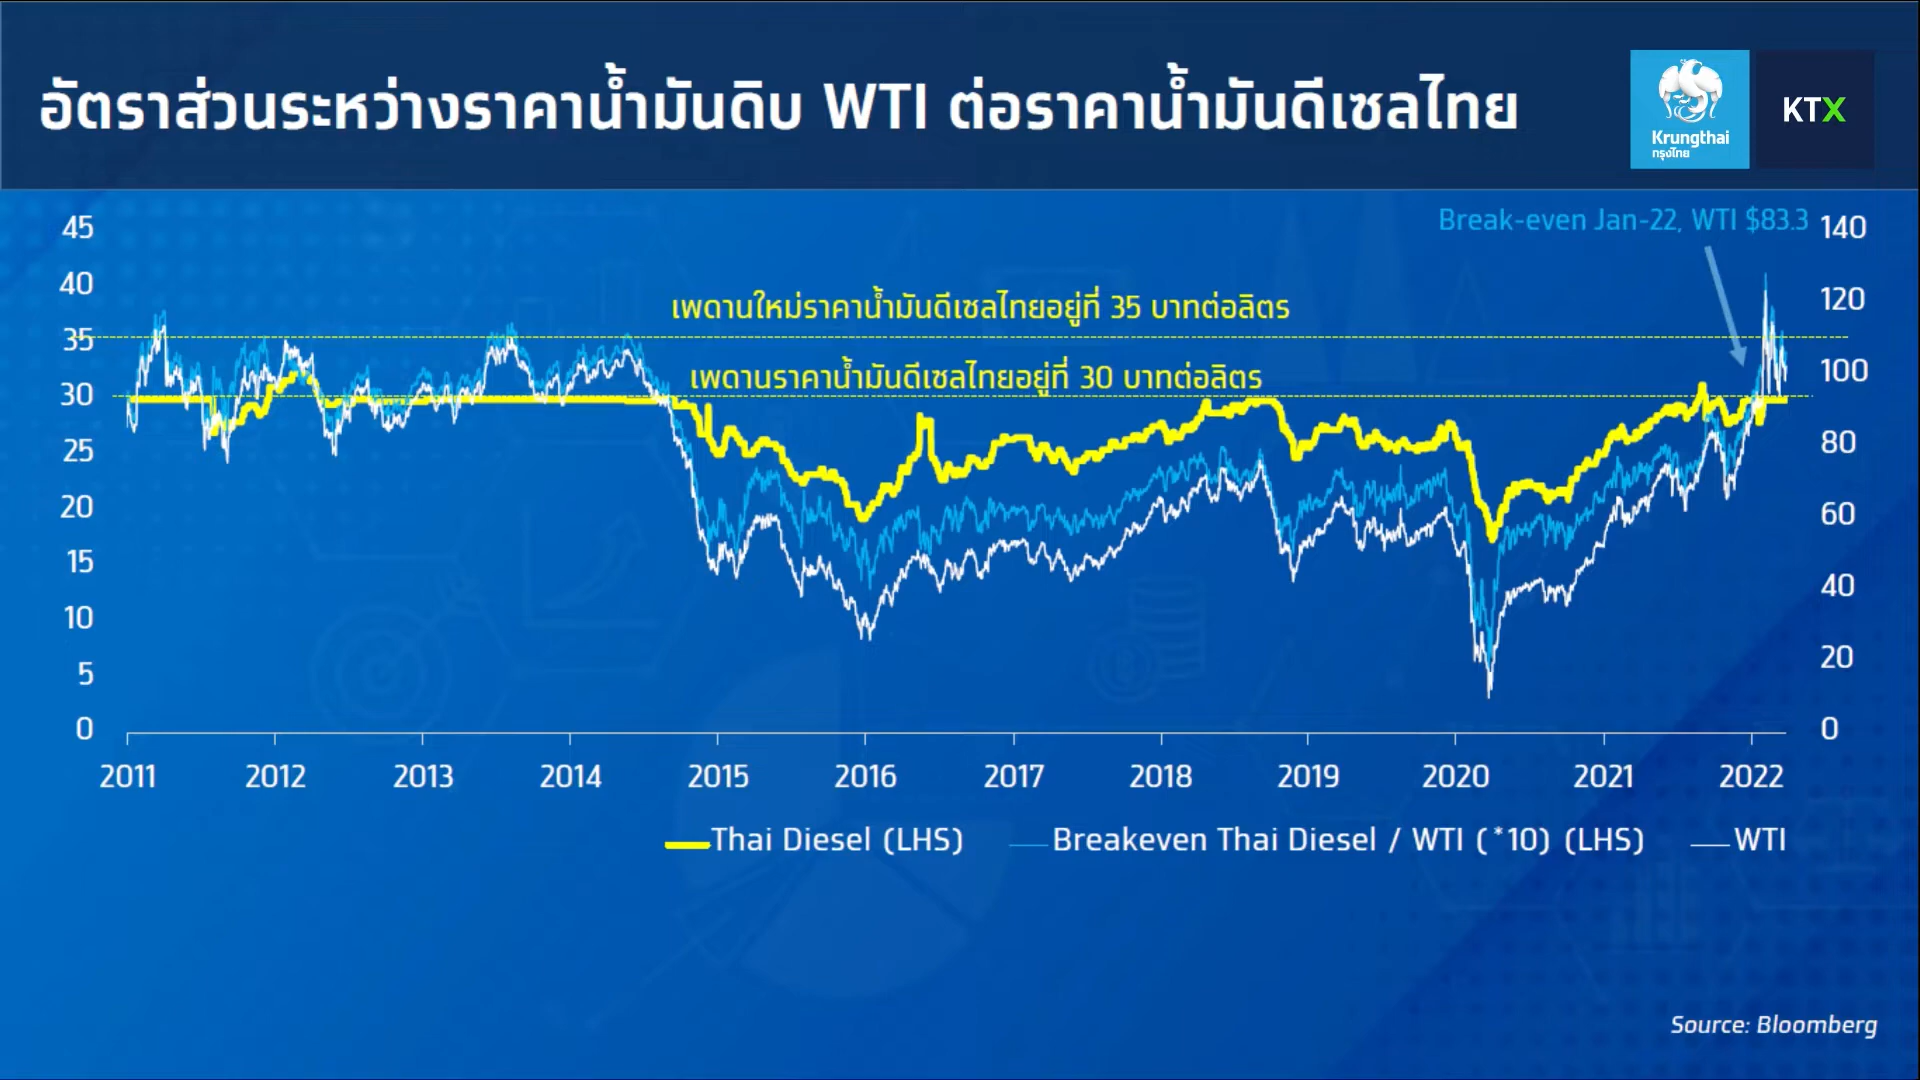 อัตราส่วนระหว่างราคาน้ำมันดิบ WTI ต่อราคาน้ำมันดีเซลไทย
Krungthai
กรุงไทย
KTX
Break-even Jan-22, WTI $83.3
45
40
35
30
25
20
15
10
5
0
เพดานใหม่ราคาน้ำมันดีเซลไทยอยู่ที่ 35 บาทต่อลิตร
เพดานราคาน้ำมันดีเซลไทยอยู่ที่ 30 บาทต่อลิตร
140
120
100
80
60
40
20
0
2011 2012 2013 2014 2015 2016 2017 2018 2019 2020 2021 2022
Thai Diesel (LHS) Breakeven Thai Diesel / WTI (*10) (LHS) WTI
Source: Bloomberg